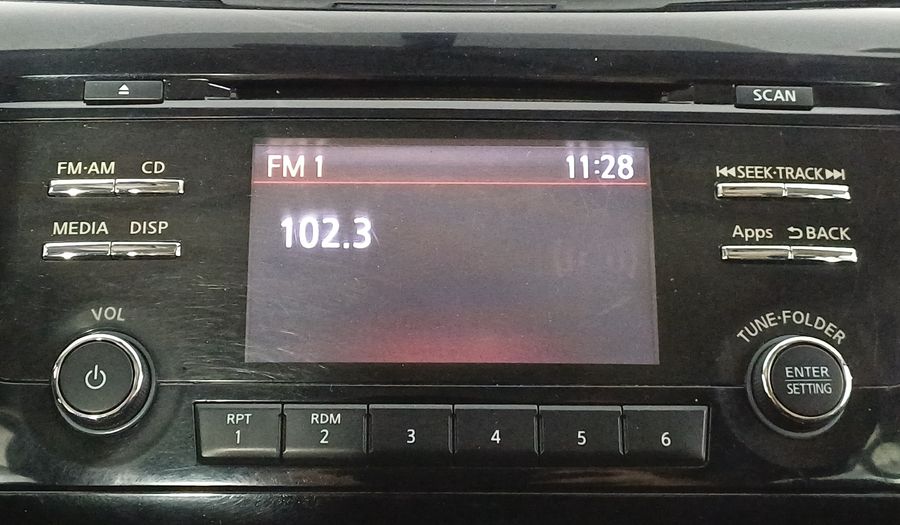 ⏏ SCAN
FM·AM CD
MEDIA DISP
VOL
⏻
FM 1 11:28
102.3
⏮SEEK·TRACK⏭
Apps ⮌BACK
TUNE·FOLDER
ENTER
SETTING
RPT
1
RDM
2
3
4
5
6